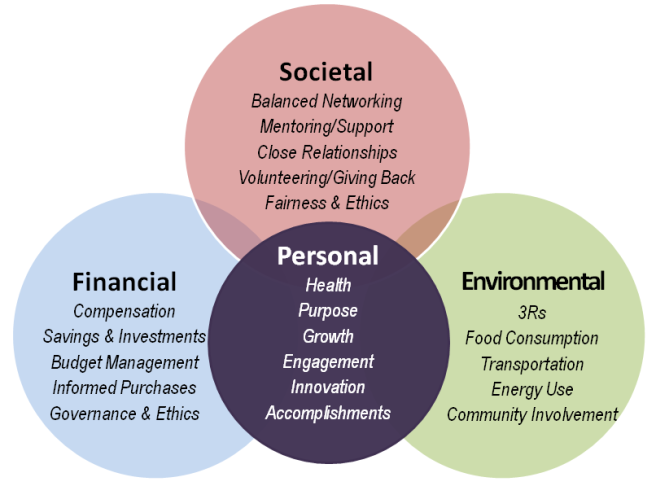 Societal
Balanced Networking
Mentoring/Support
Close Relationships
Volunteering/Giving Back
Fairness & Ethics
Financial
Compensation
Savings & Investments
Budget Management
Informed Purchases
Governance & Ethics
Personal
Health
Purpose
Growth
Engagement
Innovation
Accomplishments
Environmental
3Rs
Food Consumption
Transportation
Energy Use
Community Involvement